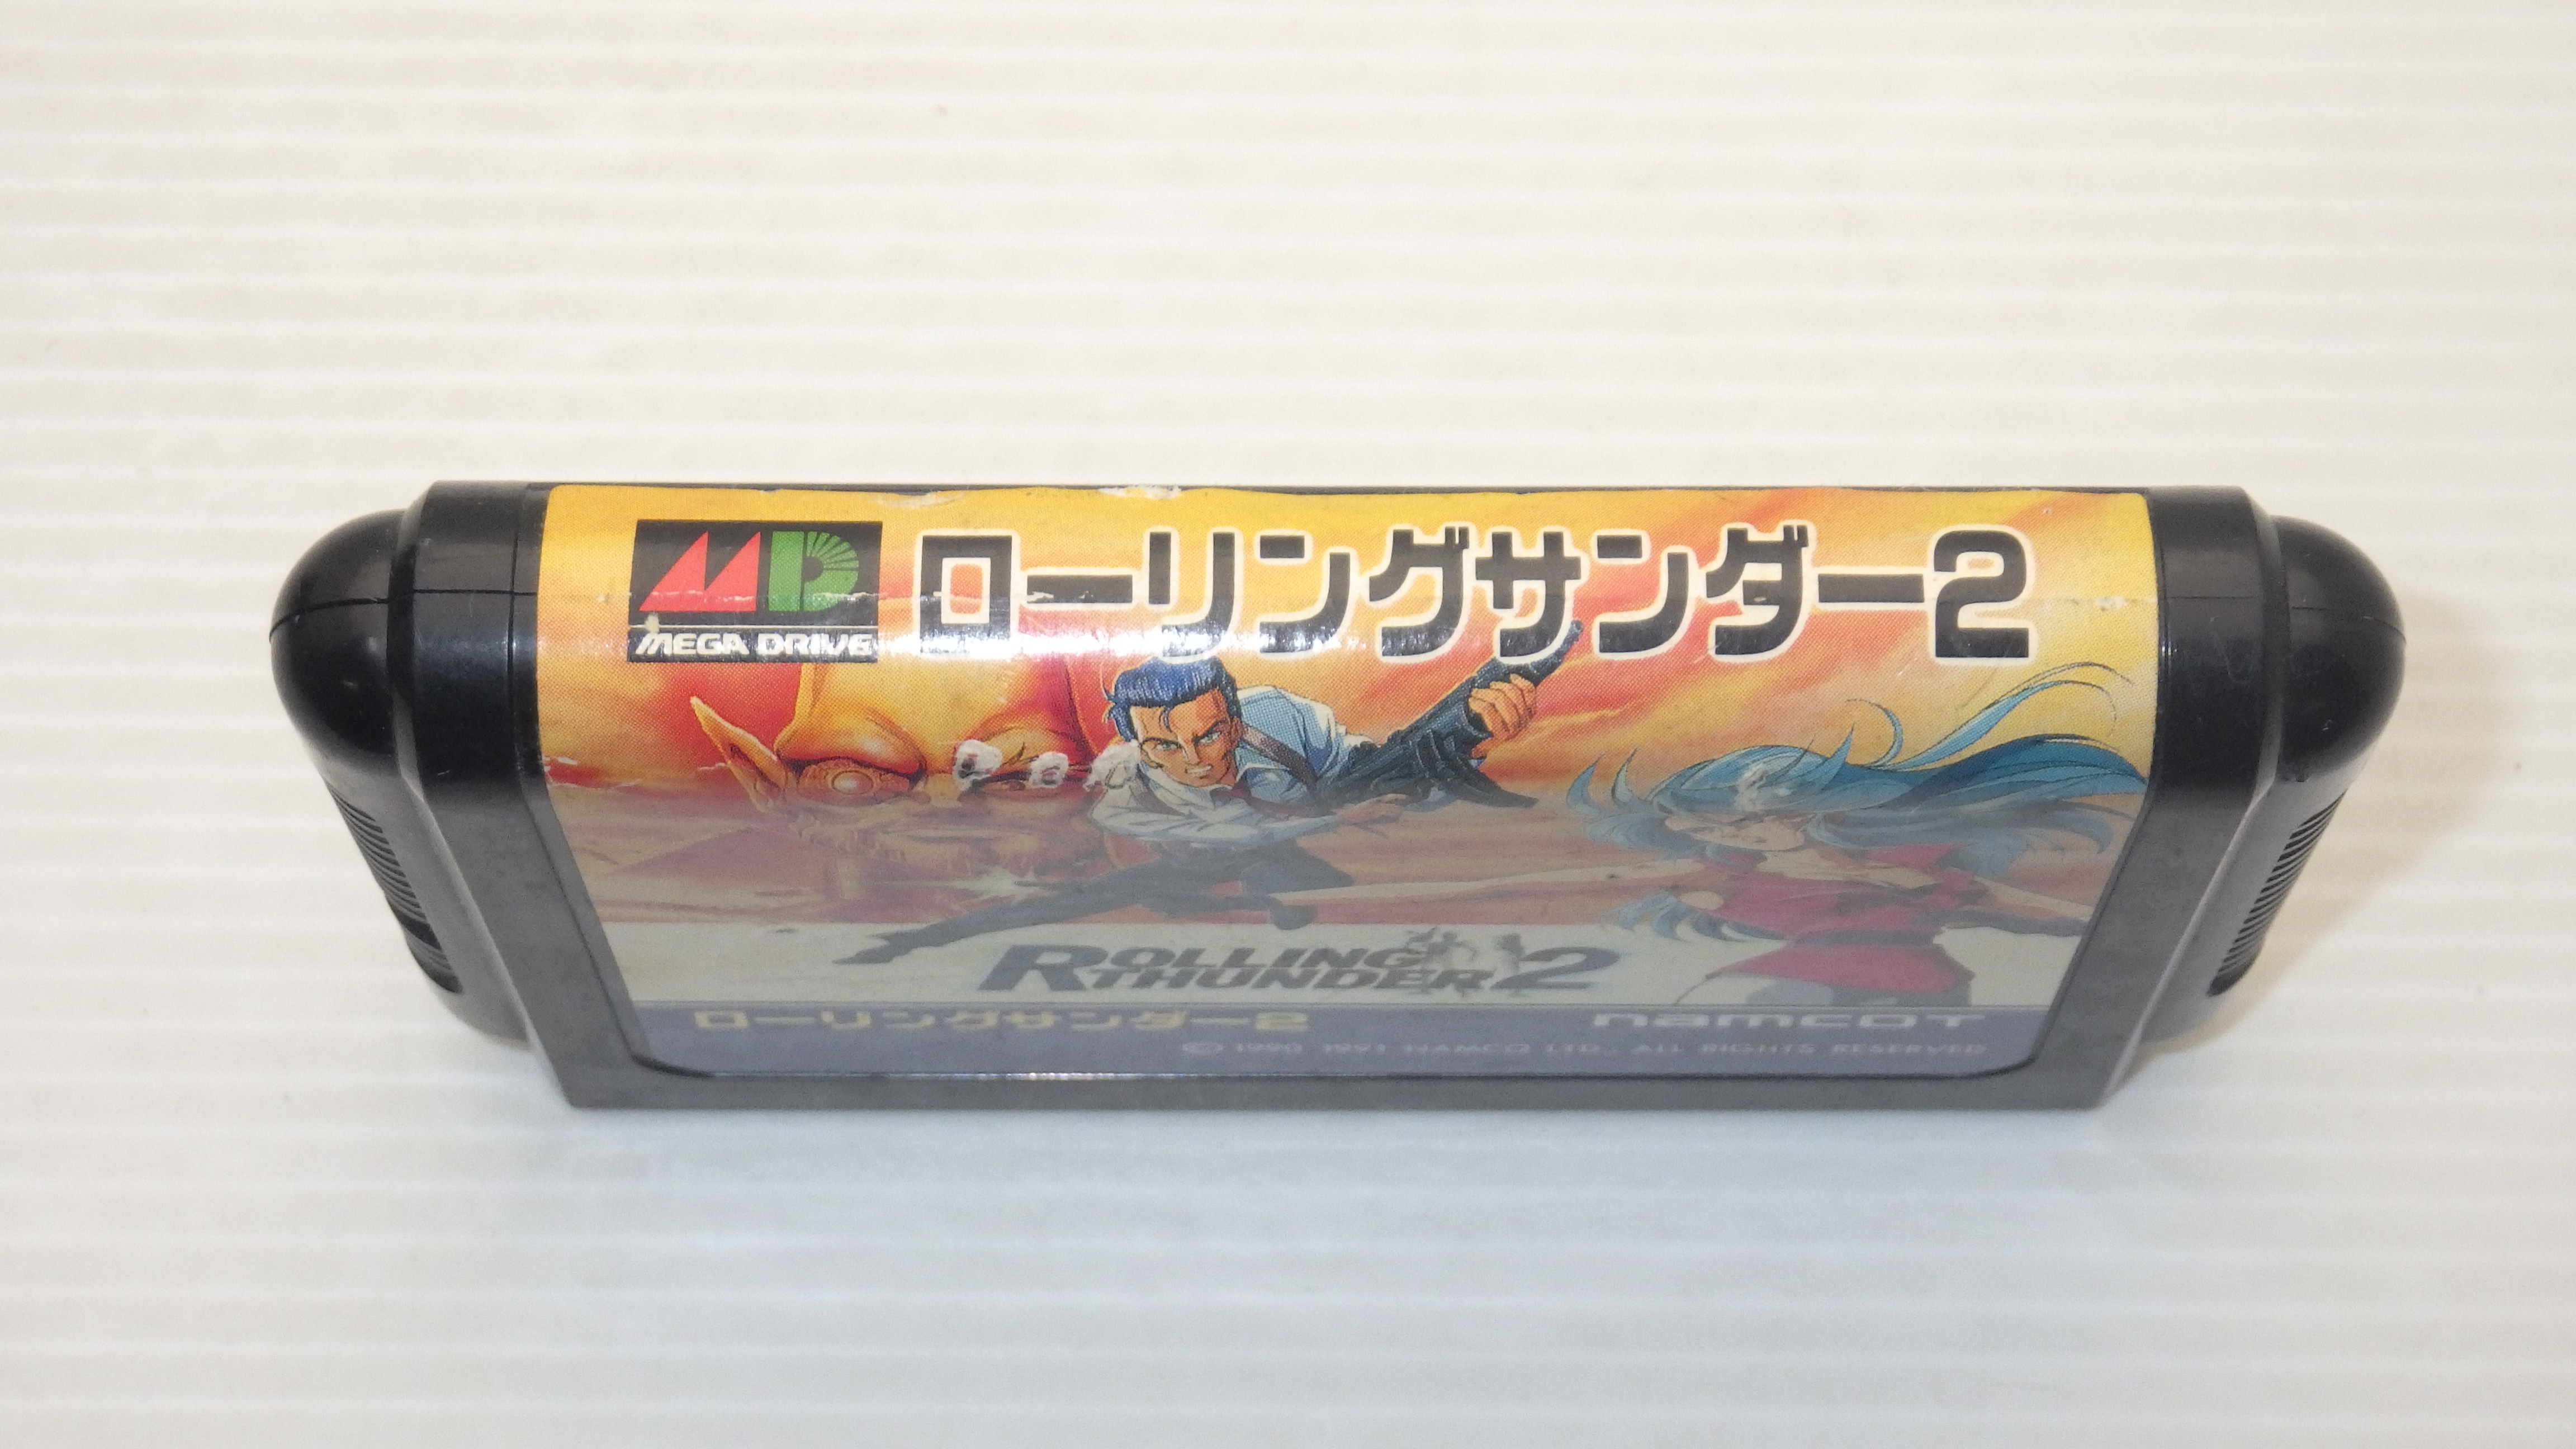 MD
MEGA DRIVE
ローリングサンダー2
ROLLING
THUNDER 2
ローリングサンダー2
namcot
© 1990 1991 NAMCO LTD., ALL RIGHTS RESERVED